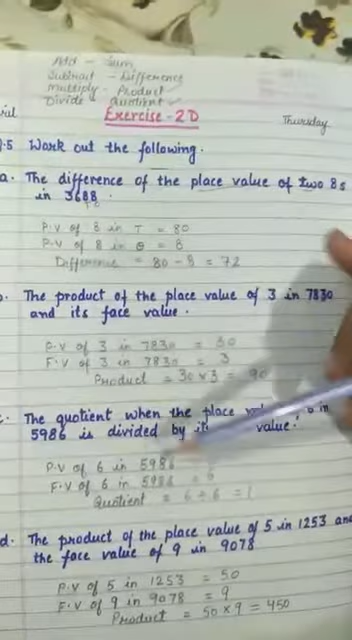 Add - Sum
Subtract - Difference
Multiply - Product
Divide - Quotient
Exercise - 2D
Thursday
.5 Work out the following.
a. The difference of the place value of two 8s
in 3688.
P.V of 8 in T = 80
P.V of 8 in O = 8
Difference = 80 - 8 = 72
The product of the place value of 3 in 7830
and its face value.
P.V of 3 in 7830 = 30
F.V of 3 in 7830 = 3
Product = 30 × 3 = 90
The quotient when the place
5986 is divided by its value.
P.V of 6 in 5986
F.V of 6 in 5986 = 6
Quotient = 6 ÷ 6 = 1
d. The product of the place value of 5 in 1253 and
the face value of 9 in 9078
P.V of 5 in 1253 = 50
F.V of 9 in 9078 = 9
Product = 50 × 9 = 450